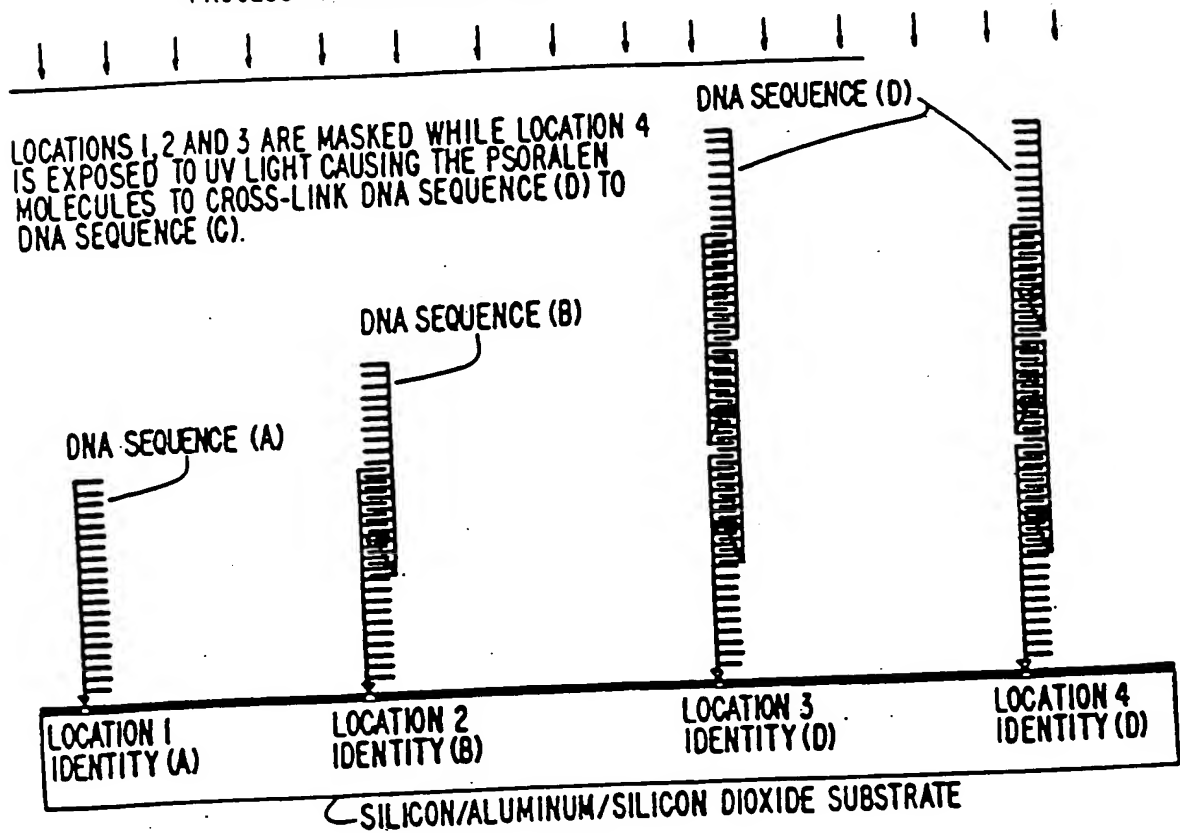 PROCESS
DNA SEQUENCE (D)
LOCATIONS 1, 2 AND 3 ARE MASKED WHILE LOCATION 4
IS EXPOSED TO UV LIGHT CAUSING THE PSORALEN
MOLECULES TO CROSS-LINK DNA SEQUENCE (D) TO
DNA SEQUENCE (C).
DNA SEQUENCE (B)
DNA SEQUENCE (A)
LOCATION 1
IDENTITY (A)
LOCATION 2
IDENTITY (B)
LOCATION 3
IDENTITY (D)
LOCATION 4
IDENTITY (D)
SILICON/ALUMINUM/SILICON DIOXIDE SUBSTRATE